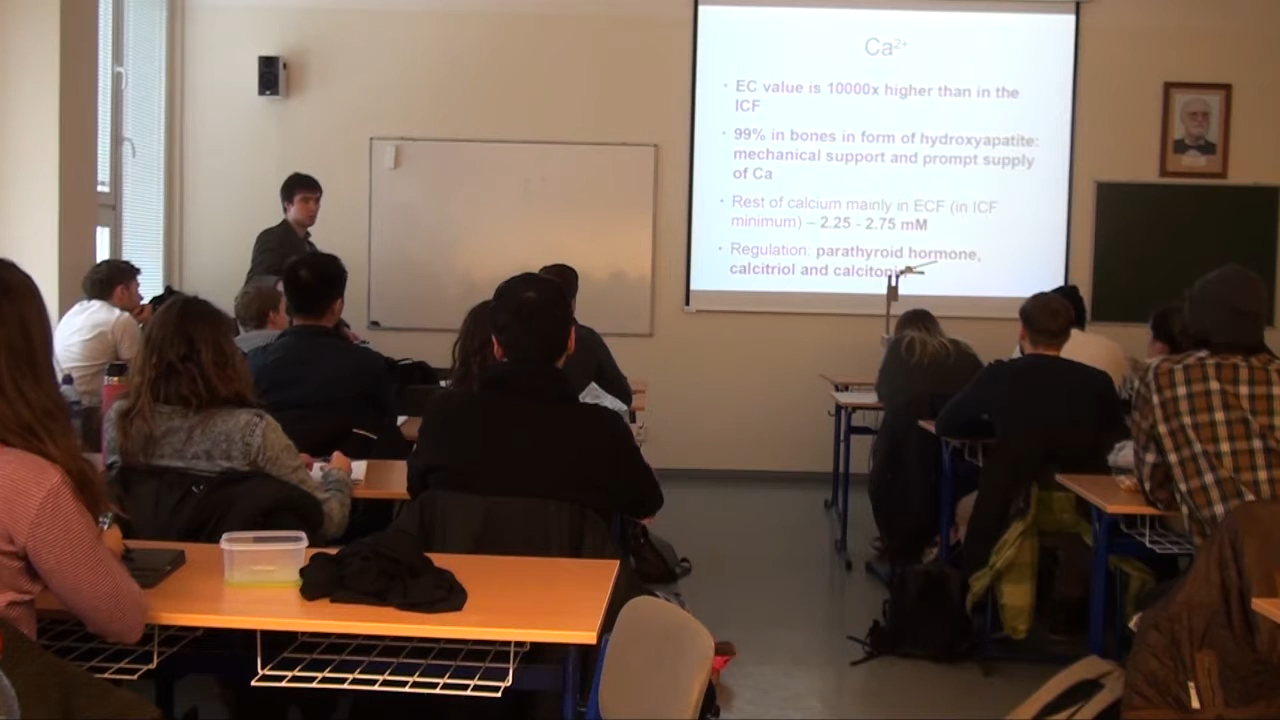 Ca²⁺
• EC value is 10000x higher than in the
ICF
• 99% in bones in form of hydroxyapatite:
mechanical support and prompt supply
of Ca
• Rest of calcium mainly in ECF (in ICF
minimum) – 2.25 - 2.75 mM
• Regulation: parathyroid hormone,
calcitriol and calcitonin